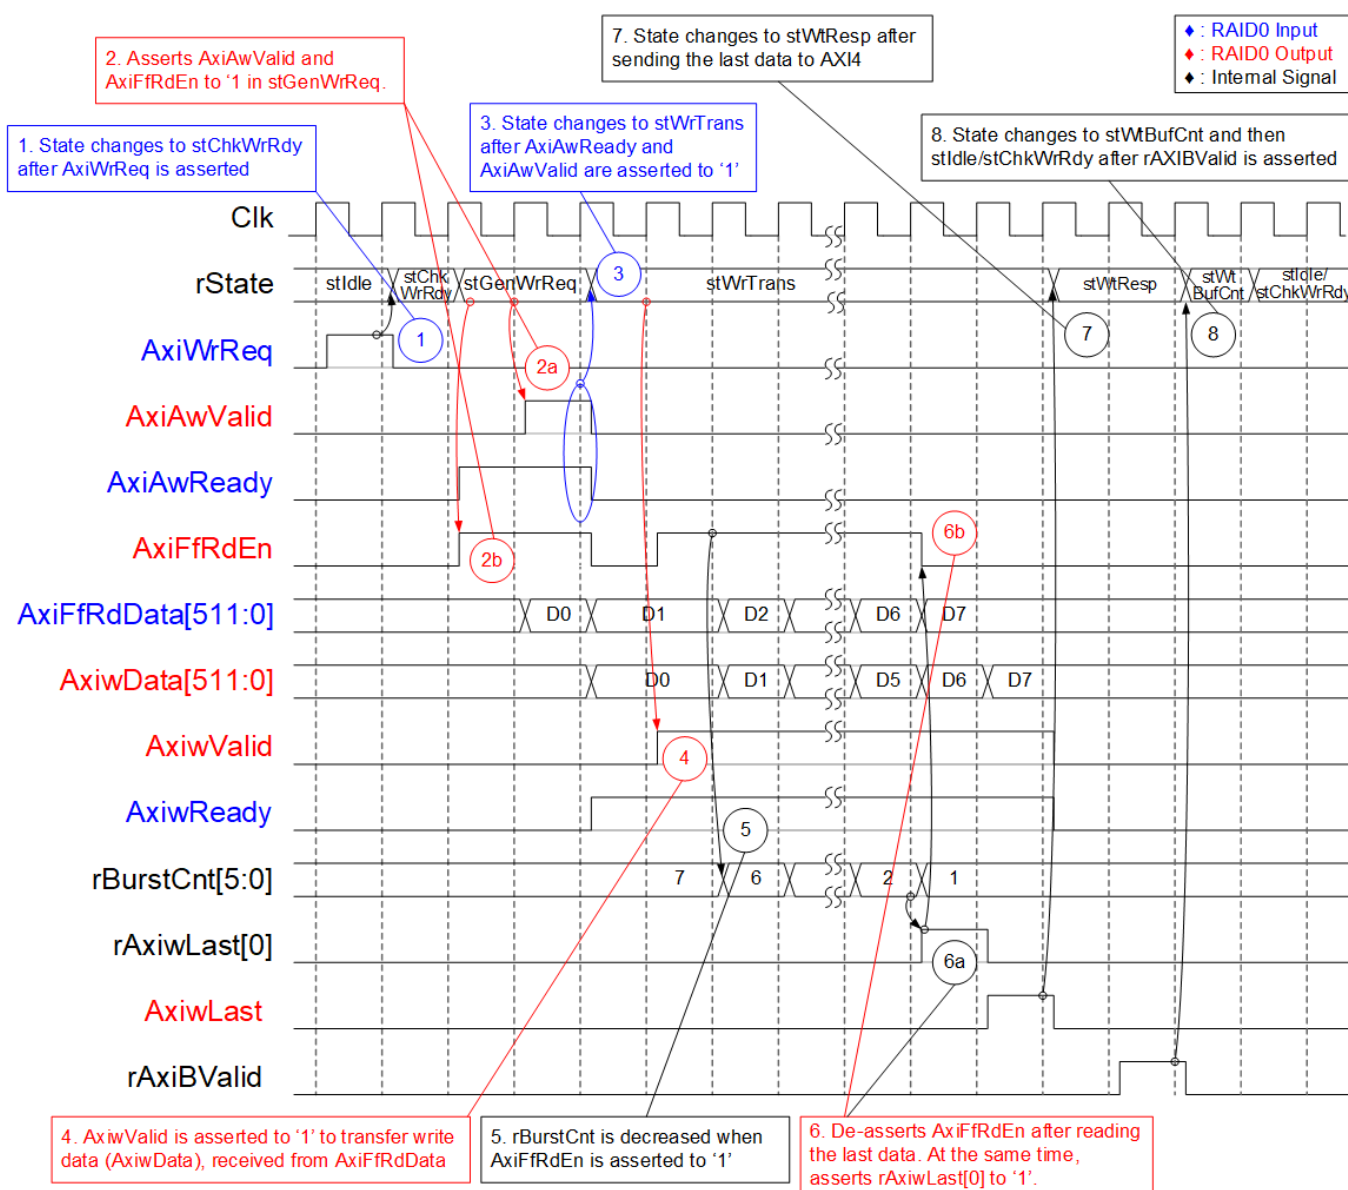 7. State changes to stWtResp after
sending the last data to AXI4
♦ : RAID0 Input
♦ : RAID0 Output
♦ : Internal Signal
2. Asserts AxiAwValid and
AxiFfRdEn to ‘1 in stGenWrReq.
3. State changes to stWrTrans
after AxiAwReady and
AxiAwValid are asserted to ‘1’
1. State changes to stChkWrRdy
after AxiWrReq is asserted
8. State changes to stWtBufCnt and then
stIdle/stChkWrRdy after rAXIBValid is asserted
Clk
rState
stIdle
stChk
WrRdy
stGenWrReq
3
stWrTrans
stWtResp
stWt
BufCnt
stIdle/
stChkWrRdy
AxiWrReq
1
2a
7
8
AxiAwValid
AxiAwReady
AxiFfRdEn
2b
6b
AxiFfRdData[511:0]
D0
D1
D2
D6
D7
AxiwData[511:0]
D0
D1
D5
D6
D7
AxiwValid
4
AxiwReady
5
rBurstCnt[5:0]
7
6
2
1
rAxiwLast[0]
6a
AxiwLast
rAxiBValid
4. AxiwValid is asserted to ‘1’ to transfer write
data (AxiwData), received from AxiFfRdData
5. rBurstCnt is decreased when
AxiFfRdEn is asserted to ‘1’
6. De-asserts AxiFfRdEn after reading
the last data. At the same time,
asserts rAxiwLast[0] to ‘1’.